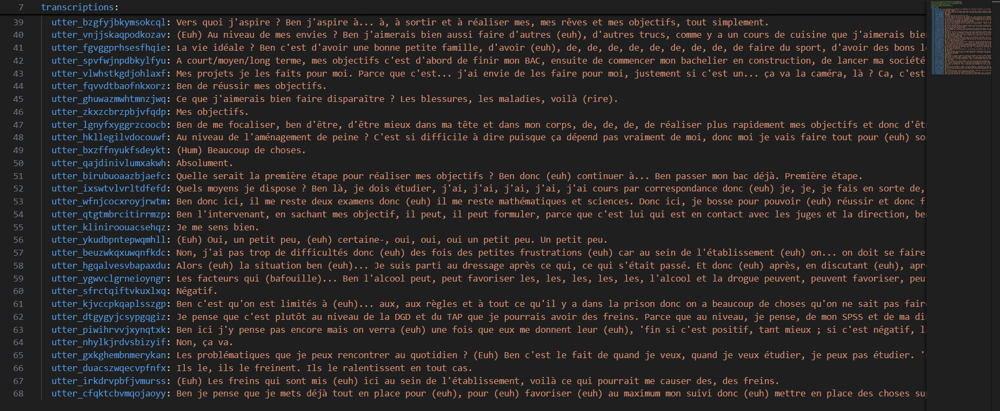 7 transcriptions:
39 utter_bzgfyjbkymsokcql: Vers quoi j'aspire ? Ben j'aspire à... à, à sortir et à réaliser mes, mes rêves et mes objectifs, tout simplement.
40 utter_vnjjskaqpodkozav: (Euh) Au niveau de mes envies ? Ben j'aimerais bien aussi faire d'autres (euh), d'autres trucs, comme y a un cours de cuisine que j'aimerais bie
41 utter_fgvggprhsesfhqie: La vie idéale ? Ben c'est d'avoir une bonne petite famille, d'avoir (euh), de, de, de, de, de, de, de, de, de faire du sport, d'avoir des bons l
42 utter_spvfwjnpdbkylfyu: A court/moyen/long terme, mes objectifs c'est d'abord de finir mon BAC, ensuite de commencer mon bachelier en construction, de lancer ma société
43 utter_vlwhstkgdjohlaxf: Mes projets je les faits pour moi. Parce que c'est... j'ai envie de les faire pour moi, justement si c'est un... ça va la caméra, là ? Ca, c'est
44 utter_fqvvdtbaofnkxorz: Ben de réussir mes objectifs.
45 utter_ghuwazmwhtmnzjwq: Ce que j'aimerais bien faire disparaître ? Les blessures, les maladies, voilà (rire).
46 utter_zkxzcbrzpbjvfqdp: Mes objectifs.
47 utter_lgnyfxyggrzcoocb: Ben de me focaliser, ben d'être, d'être mieux dans ma tête et dans mon corps, de, de, de, de réaliser plus rapidement mes objectifs et donc d'êt
48 utter_hkllegilvdocouwf: Au niveau de l'aménagement de peine ? C'est si difficile à dire puisque ça dépend pas vraiment de moi, donc moi je vais faire tout pour (euh) so
49 utter_bxzffnyukfsdeykt: (Hum) Beaucoup de choses.
50 utter_qajdinivlumxakwh: Absolument.
51 utter_birubuoaazbjaefc: Quelle serait la première étape pour réaliser mes objectifs ? Ben donc (euh) continuer à... Ben passer mon bac déjà. Première étape.
52 utter_ixswtvlvrltdfefd: Quels moyens je dispose ? Ben là, je dois étudier, j'ai, j'ai, j'ai, j'ai, j'ai cours par correspondance donc (euh) je, je, je fais en sorte de,
53 utter_wfnjcocxroyjrwtm: Ben donc ici, il me reste deux examens donc (euh) il me reste mathématiques et sciences. Donc ici, je bosse pour pouvoir (euh) réussir et donc f
54 utter_qtgtmbrcitirrmzp: Ben l'intervenant, en sachant mes objectif, il peut, il peut formuler, parce que c'est lui qui est en contact avec les juges et la direction, be
55 utter_kliniroouacsehqz: Je me sens bien.
56 utter_ykudbpntepwqmhll: (Euh) Oui, un petit peu, (euh) certaine-, oui, oui, oui un petit peu. Un petit peu.
57 utter_beuzwkqxuwqnfkdc: Non, j'ai pas trop de difficultés donc (euh) des fois des petites frustrations (euh) car au sein de l'établissement (euh) on... on doit se faire
58 utter_hgqalvesvbapaxdu: Alors (euh) la situation ben (euh)... Je suis parti au dressage après ce qui, ce qui s'était passé. Et donc (euh) après, en discutant (euh), apr
59 utter_ygwvclgrneioyngr: Les facteurs qui (bafouille)... Ben l'alcool peut, peut favoriser les, les, les, les, les, l'alcool et la drogue peuvent, peuvent favoriser, peu
60 utter_sfrctqiftvkuxlxq: Négatif.
61 utter_kjvccpkqaplsszgp: Ben c'est qu'on est limités à (euh)... aux, aux règles et à tout ce qu'il y a dans la prison donc on a beaucoup de choses qu'on ne sait pas fair
62 utter_dtgygyjcsypgqgiz: Je pense que c'est plutôt au niveau de la DGD et du TAP que je pourrais avoir des freins. Parce que au niveau, je pense, de mon SPSS et de ma di
63 utter_piwihrvvjxynqtxk: Ben ici j'y pense pas encore mais on verra (euh) une fois que eux me donnent leur (euh), 'fin si c'est positif, tant mieux ; si c'est négatif, l
64 utter_nhylkjrdvsbizyif: Non, ça va.
65 utter_gxkghembnmerykan: Les problématiques que je peux rencontrer au quotidien ? (Euh) Ben c'est le fait de quand je veux, quand je veux étudier, je peux pas étudier. '
66 utter_duacszwqecvpfnfx: Ils le, ils le freinent. Ils le ralentissent en tout cas.
67 utter_irkdrvpbfjvmurss: (Euh) Les freins qui sont mis (euh) ici au sein de l'établissement, voilà ce qui pourrait me causer des, des freins.
68 utter_cfqktcbvmqojaoyy: Ben je pense que je mets déjà tout en place pour (euh), pour (euh) favoriser (euh) au maximum mon suivi donc (euh) mettre en place des choses su